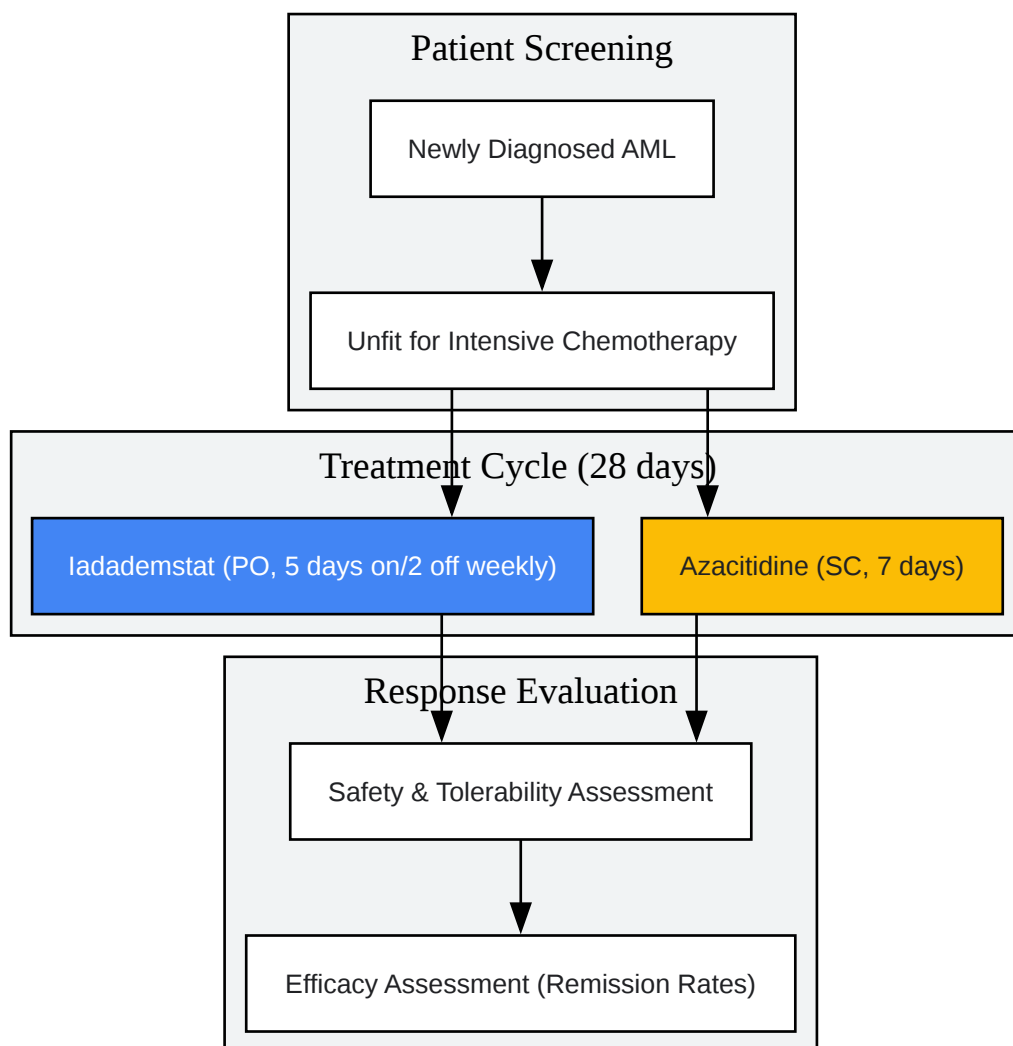 Patient Screening
Newly Diagnosed AML
Unfit for Intensive Chemotherapy
Treatment Cycle (28 days)
Iadademstat (PO, 5 days on/2 off weekly)
Azacitidine (SC, 7 days)
Response Evaluation
Safety & Tolerability Assessment
Efficacy Assessment (Remission Rates)